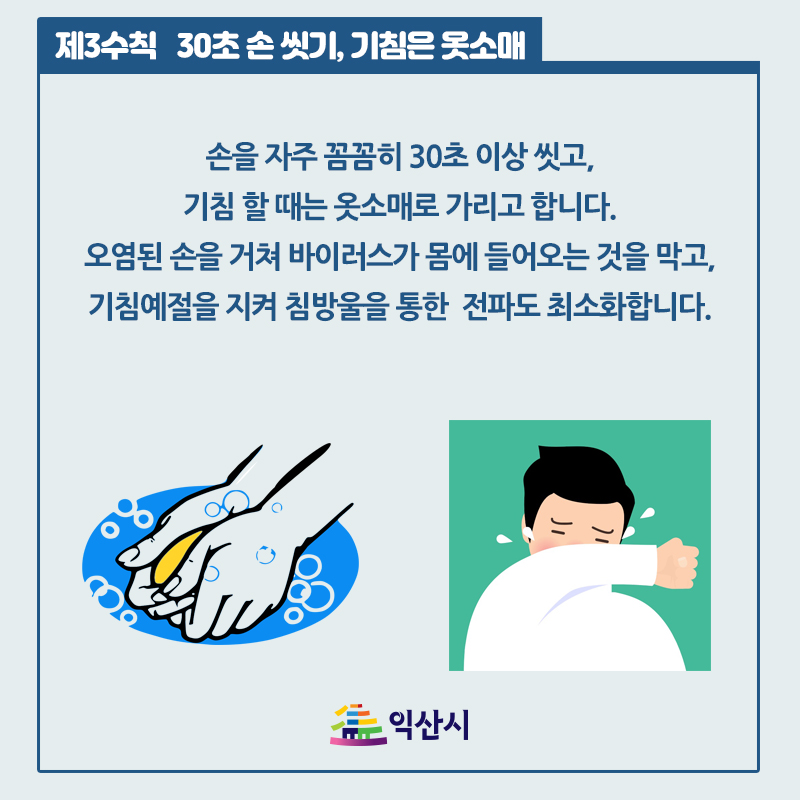 제3수칙 30초 손 씻기, 기침은 옷소매
손을 자주 꼼꼼히 30초 이상 씻고,
기침 할 때는 옷소매로 가리고 합니다.
오염된 손을 거쳐 바이러스가 몸에 들어오는 것을 막고,
기침예절을 지켜 침방울을 통한 전파도 최소화합니다.
익산시